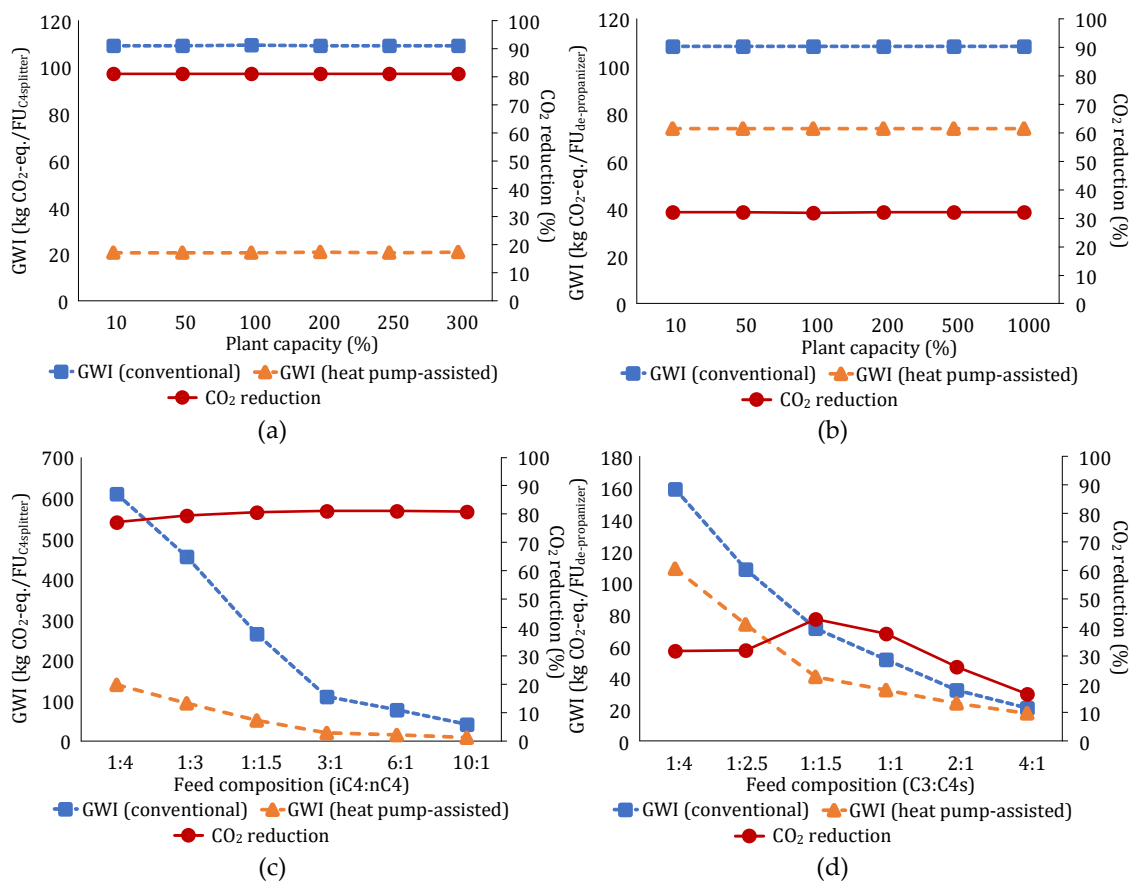 GWI (kg CO₂-eq./FU_C4splitter)
120
100
80
60
40
20
0
100
90
80
70
60
50
40
30
20
10
0
CO₂ reduction (%)
10 50 100 200 250 300
Plant capacity (%)
GWI (conventional) GWI (heat pump-assisted)
CO₂ reduction
(a)
GWI (kg CO₂-eq./FU_de-propanizer)
120
100
80
60
40
20
0
100
90
80
70
60
50
40
30
20
10
0
CO₂ reduction (%)
10 50 100 200 500 1000
Plant capacity (%)
GWI (conventional) GWI (heat pump-assisted)
CO₂ reduction
(b)
GWI (kg CO₂-eq./FU_C4splitter)
700
600
500
400
300
200
100
0
100
90
80
70
60
50
40
30
20
10
0
CO₂ reduction (%)
1:4 1:3 1:1.5 3:1 6:1 10:1
Feed composition (iC4:nC4)
GWI (conventional) GWI (heat pump-assisted)
CO₂ reduction
(c)
GWI (kg CO₂-eq./FU_de-propanizer)
180
160
140
120
100
80
60
40
20
0
100
90
80
70
60
50
40
30
20
10
0
CO₂ reduction (%)
1:4 1:2.5 1:1.5 1:1 2:1 4:1
Feed composition (C3:C4s)
GWI (conventional) GWI (heat pump-assisted)
CO₂ reduction
(d)